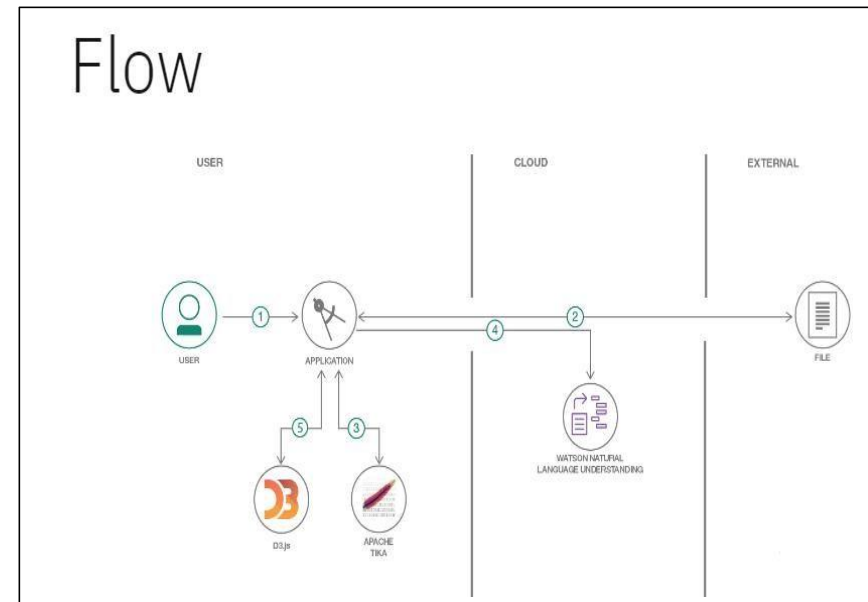 Flow
USER
CLOUD
EXTERNAL
1
2
4
USER
APPLICATION
FILE
5
3
WATSON NATURAL
LANGUAGE UNDERSTANDING
D3.js
APACHE
TIKA